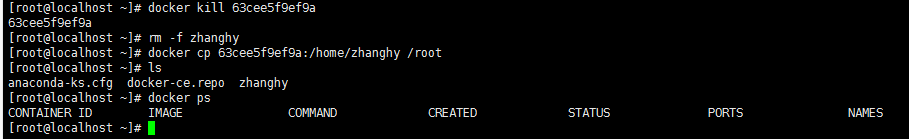 [root@localhost ~]# docker kill 63cee5f9ef9a
63cee5f9ef9a
[root@localhost ~]# rm -f zhanghy
[root@localhost ~]# docker cp 63cee5f9ef9a:/home/zhanghy /root
[root@localhost ~]# ls
anaconda-ks.cfg  docker-ce.repo  zhanghy
[root@localhost ~]# docker ps
CONTAINER ID        IMAGE               COMMAND             CREATED             STATUS              PORTS               NAMES
[root@localhost ~]#